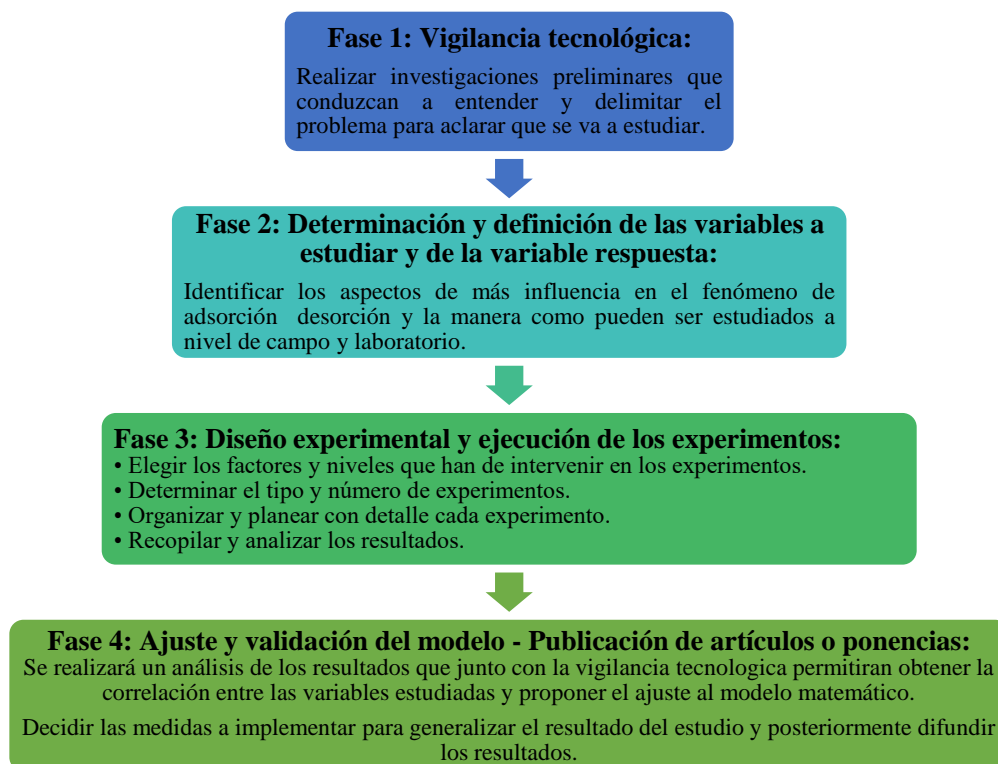 Fase 1: Vigilancia tecnológica:
Realizar investigaciones preliminares que
conduzcan a entender y delimitar el
problema para aclarar que se va a estudiar.
Fase 2: Determinación y definición de las variables a
estudiar y de la variable respuesta:
Identificar los aspectos de más influencia en el fenómeno de
adsorción desorción y la manera como pueden ser estudiados a
nivel de campo y laboratorio.
Fase 3: Diseño experimental y ejecución de los experimentos:
• Elegir los factores y niveles que han de intervenir en los experimentos.
• Determinar el tipo y número de experimentos.
• Organizar y planear con detalle cada experimento.
• Recopilar y analizar los resultados.
Fase 4: Ajuste y validación del modelo - Publicación de artículos o ponencias:
Se realizará un análisis de los resultados que junto con la vigilancia tecnologica permitiran obtener la
correlación entre las variables estudiadas y proponer el ajuste al modelo matemático.
Decidir las medidas a implementar para generalizar el resultado del estudio y posteriormente difundir
los resultados.